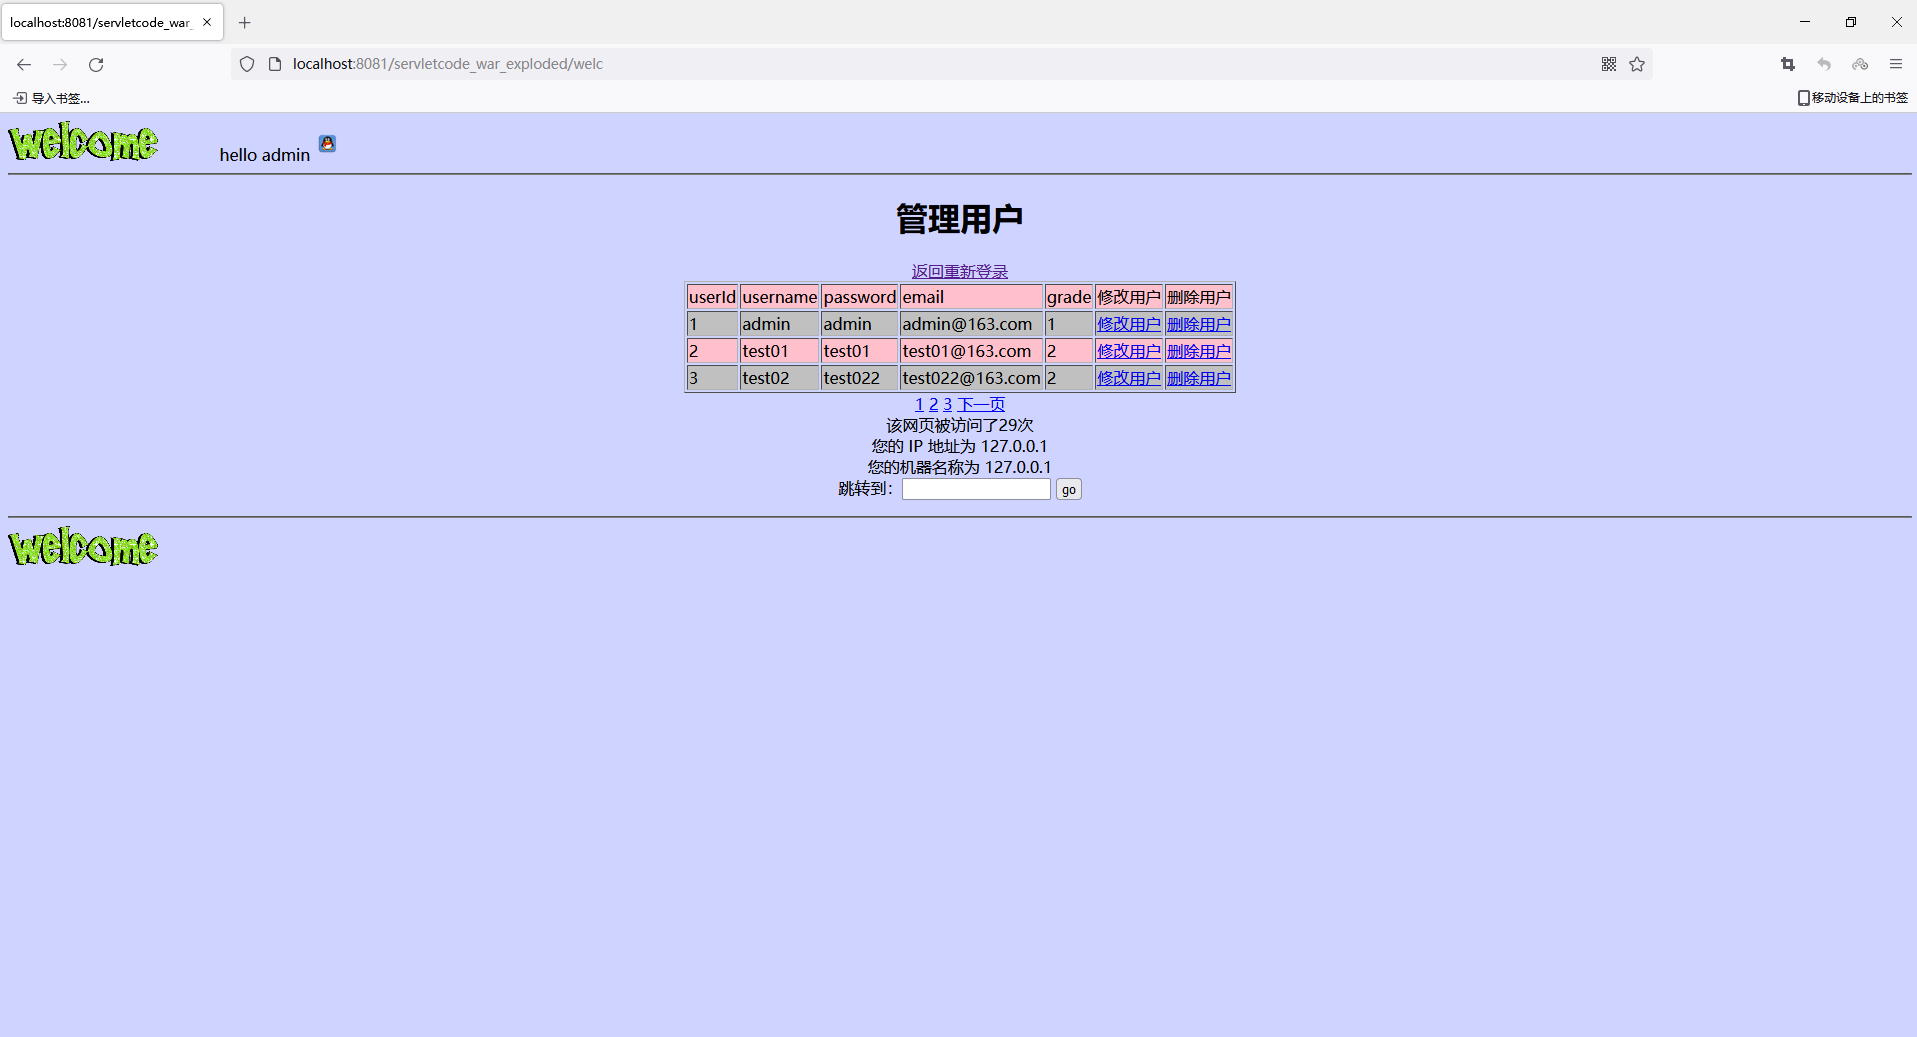 localhost:8081/servletcode_war_
localhost:8081/servletcode_war_exploded/welc
导入书签...
移动设备上的书签
welcome
hello admin
管理用户
返回重新登录
userId username password email grade 修改用户 删除用户
1 admin admin admin@163.com 1 修改用户 删除用户
2 test01 test01 test01@163.com 2 修改用户 删除用户
3 test02 test022 test022@163.com 2 修改用户 删除用户
1 2 3 下一页
该网页被访问了29次
您的 IP 地址为 127.0.0.1
您的机器名称为 127.0.0.1
跳转到： go
welcome